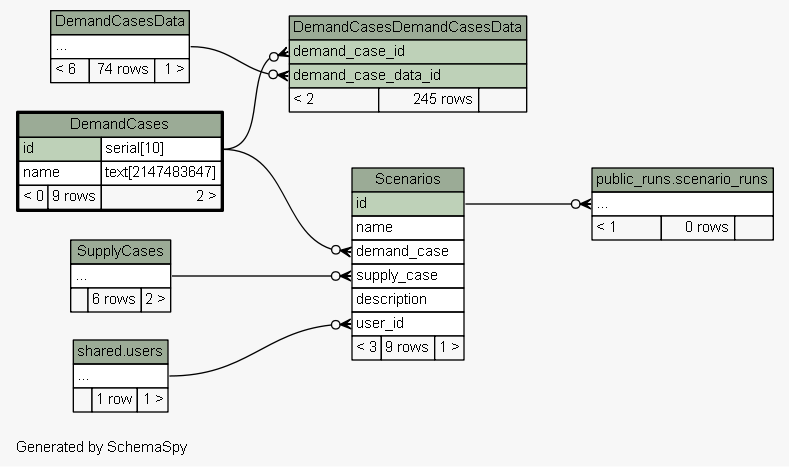 DemandCasesData
...
< 6 74 rows 1 >
DemandCasesDemandCasesData
demand_case_id
demand_case_data_id
< 2 245 rows
DemandCases
id serial[10]
name text[2147483647]
< 0 9 rows 2 >
Scenarios
id
name
demand_case
supply_case
description
user_id
< 3 9 rows 1 >
public_runs.scenario_runs
...
< 1 0 rows
SupplyCases
...
6 rows 2 >
shared.users
...
1 row 1 >
Generated by SchemaSpy